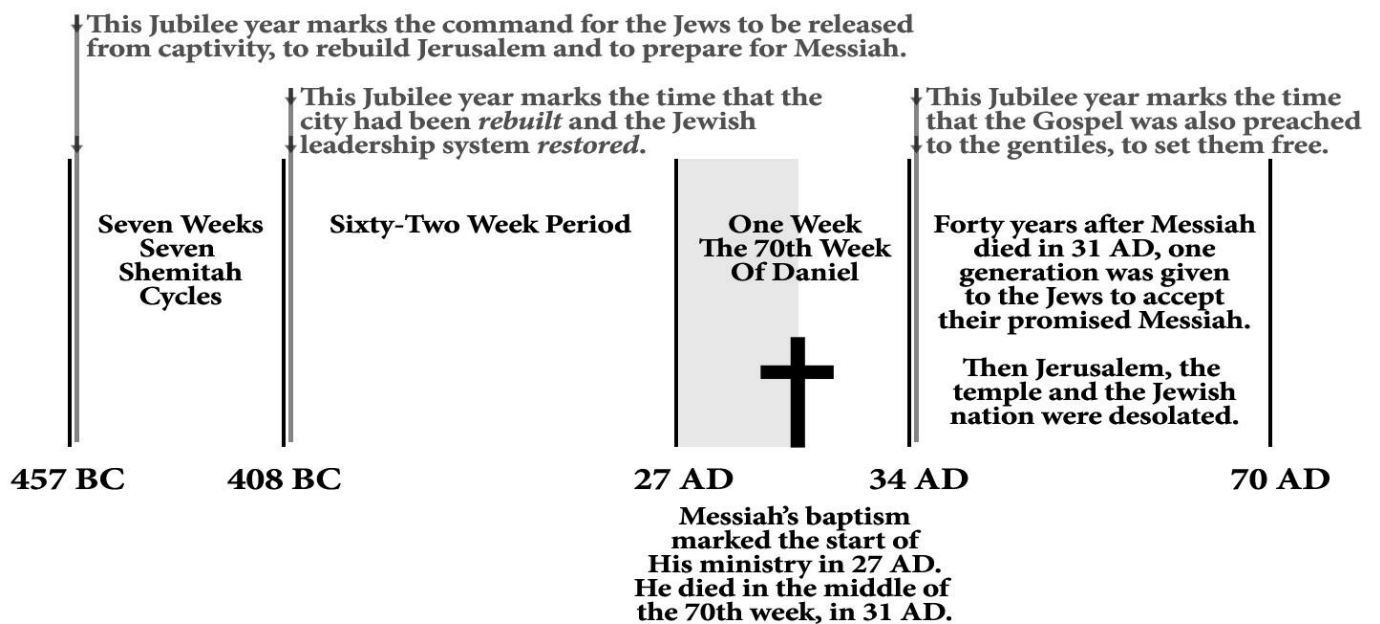 This Jubilee year marks the command for the Jews to be released
from captivity, to rebuild Jerusalem and to prepare for Messiah.
This Jubilee year marks the time that the
city had been rebuilt and the Jewish
leadership system restored.
This Jubilee year marks the time
that the Gospel was also preached
to the gentiles, to set them free.
Seven Weeks
Seven
Shemitah
Cycles
Sixty-Two Week Period
One Week
The 70th Week
Of Daniel
Forty years after Messiah
died in 31 AD, one
generation was given
to the Jews to accept
their promised Messiah.
Then Jerusalem, the
temple and the Jewish
nation were desolated.
457 BC
408 BC
27 AD
34 AD
70 AD
Messiah’s baptism
marked the start of
His ministry in 27 AD.
He died in the middle of
the 70th week, in 31 AD.